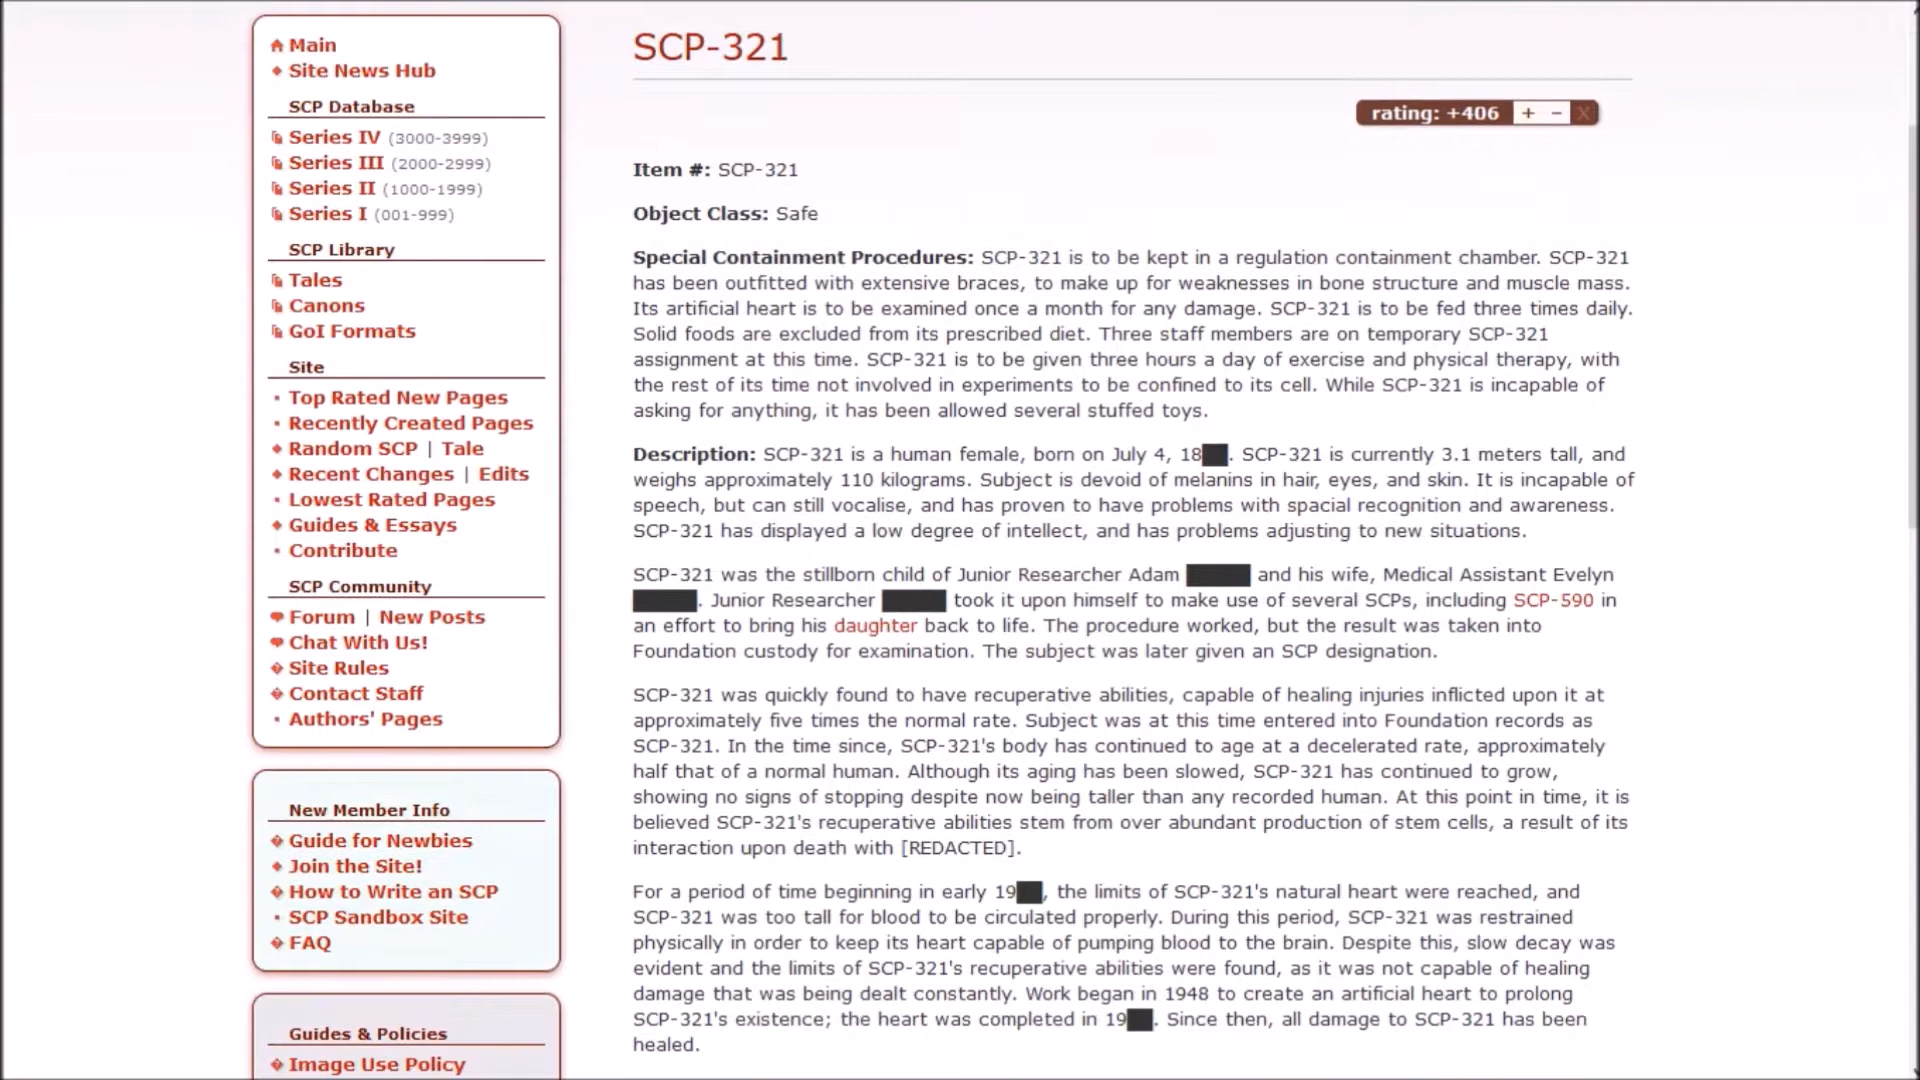 Main
Site News Hub
SCP Database
Series IV (3000-3999)
Series III (2000-2999)
Series II (1000-1999)
Series I (001-999)
SCP Library
Tales
Canons
GoI Formats
Site
Top Rated New Pages
Recently Created Pages
Random SCP | Tale
Recent Changes | Edits
Lowest Rated Pages
Guides & Essays
Contribute
SCP Community
Forum | New Posts
Chat With Us!
Site Rules
Contact Staff
Authors' Pages
New Member Info
Guide for Newbies
Join the Site!
How to Write an SCP
SCP Sandbox Site
FAQ
Guides & Policies
Image Use Policy
SCP-321
rating: +406 + − X
Item #: SCP-321
Object Class: Safe
Special Containment Procedures: SCP-321 is to be kept in a regulation containment chamber. SCP-321
has been outfitted with extensive braces, to make up for weaknesses in bone structure and muscle mass.
Its artificial heart is to be examined once a month for any damage. SCP-321 is to be fed three times daily.
Solid foods are excluded from its prescribed diet. Three staff members are on temporary SCP-321
assignment at this time. SCP-321 is to be given three hours a day of exercise and physical therapy, with
the rest of its time not involved in experiments to be confined to its cell. While SCP-321 is incapable of
asking for anything, it has been allowed several stuffed toys.
Description: SCP-321 is a human female, born on July 4, 18██. SCP-321 is currently 3.1 meters tall, and
weighs approximately 110 kilograms. Subject is devoid of melanins in hair, eyes, and skin. It is incapable of
speech, but can still vocalise, and has proven to have problems with spacial recognition and awareness.
SCP-321 has displayed a low degree of intellect, and has problems adjusting to new situations.
SCP-321 was the stillborn child of Junior Researcher Adam █████ and his wife, Medical Assistant Evelyn
█████. Junior Researcher █████ took it upon himself to make use of several SCPs, including SCP-590 in
an effort to bring his daughter back to life. The procedure worked, but the result was taken into
Foundation custody for examination. The subject was later given an SCP designation.
SCP-321 was quickly found to have recuperative abilities, capable of healing injuries inflicted upon it at
approximately five times the normal rate. Subject was at this time entered into Foundation records as
SCP-321. In the time since, SCP-321's body has continued to age at a decelerated rate, approximately
half that of a normal human. Although its aging has been slowed, SCP-321 has continued to grow,
showing no signs of stopping despite now being taller than any recorded human. At this point in time, it is
believed SCP-321's recuperative abilities stem from over abundant production of stem cells, a result of its
interaction upon death with [REDACTED].
For a period of time beginning in early 19██, the limits of SCP-321's natural heart were reached, and
SCP-321 was too tall for blood to be circulated properly. During this period, SCP-321 was restrained
physically in order to keep its heart capable of pumping blood to the brain. Despite this, slow decay was
evident and the limits of SCP-321's recuperative abilities were found, as it was not capable of healing
damage that was being dealt constantly. Work began in 1948 to create an artificial heart to prolong
SCP-321's existence; the heart was completed in 19██. Since then, all damage to SCP-321 has been
healed.